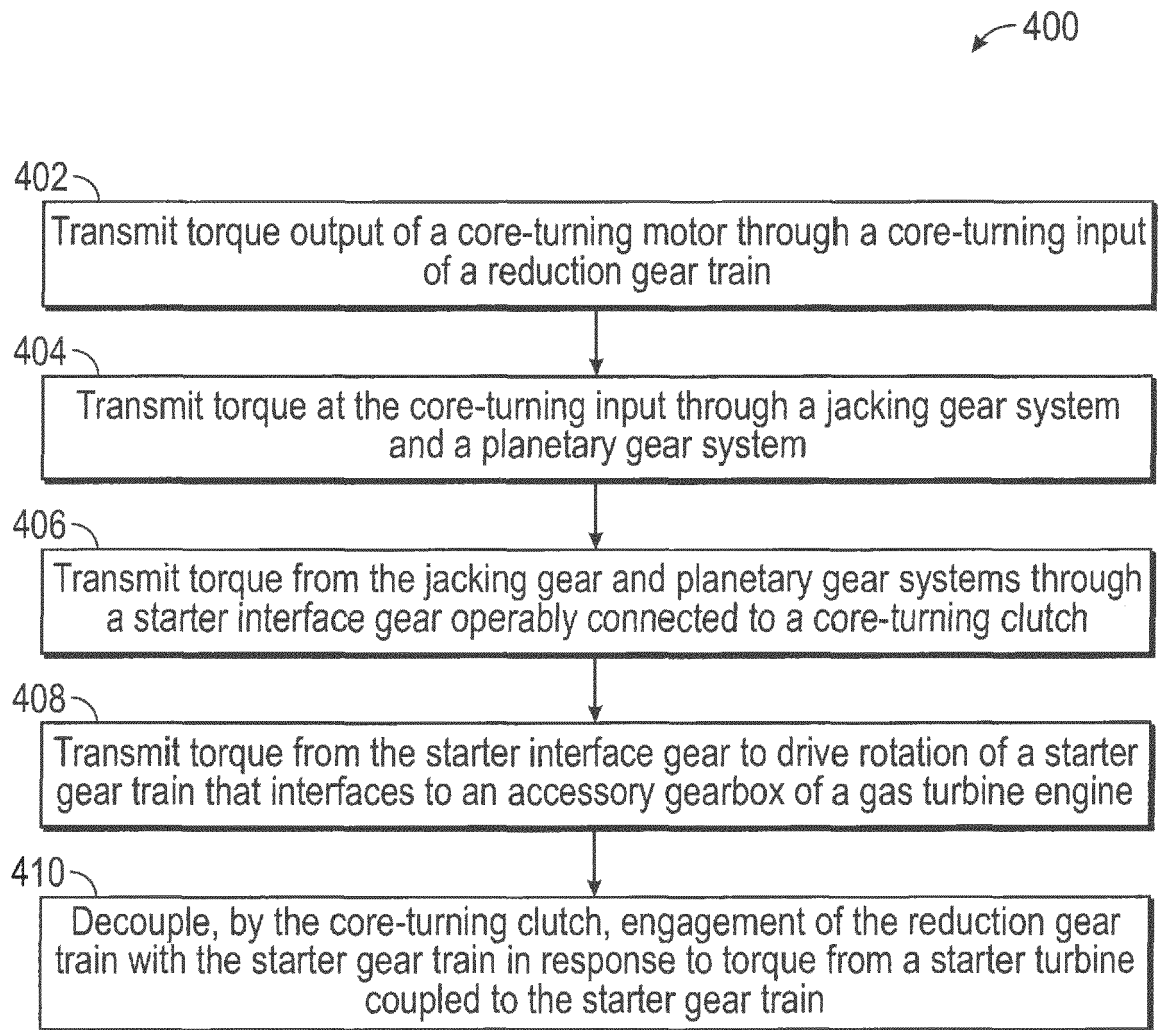 400
402
Transmit torque output of a core-turning motor through a core-turning input
of a reduction gear train
404
Transmit torque at the core-turning input through a jacking gear system
and a planetary gear system
406
Transmit torque from the jacking gear and planetary gear systems through
a starter interface gear operably connected to a core-turning clutch
408
Transmit torque from the starter interface gear to drive rotation of a starter
gear train that interfaces to an accessory gearbox of a gas turbine engine
410
Decouple, by the core-turning clutch, engagement of the reduction gear
train with the starter gear train in response to torque from a starter turbine
coupled to the starter gear train